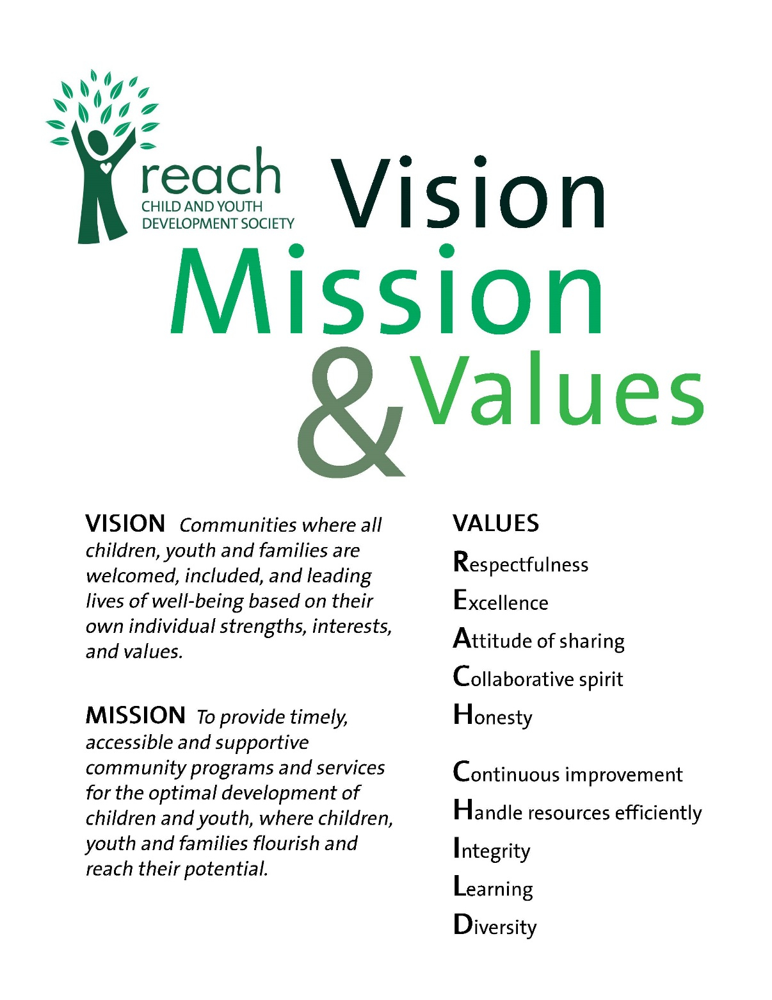 reach
CHILD AND YOUTH
DEVELOPMENT SOCIETY
Vision
Mission
& Values
VISION Communities where all
children, youth and families are
welcomed, included, and leading
lives of well-being based on their
own individual strengths, interests,
and values.
MISSION To provide timely,
accessible and supportive
community programs and services
for the optimal development of
children and youth, where children,
youth and families flourish and
reach their potential.
VALUES
Respectfulness
Excellence
Attitude of sharing
Collaborative spirit
Honesty
Continuous improvement
Handle resources efficiently
Integrity
Learning
Diversity